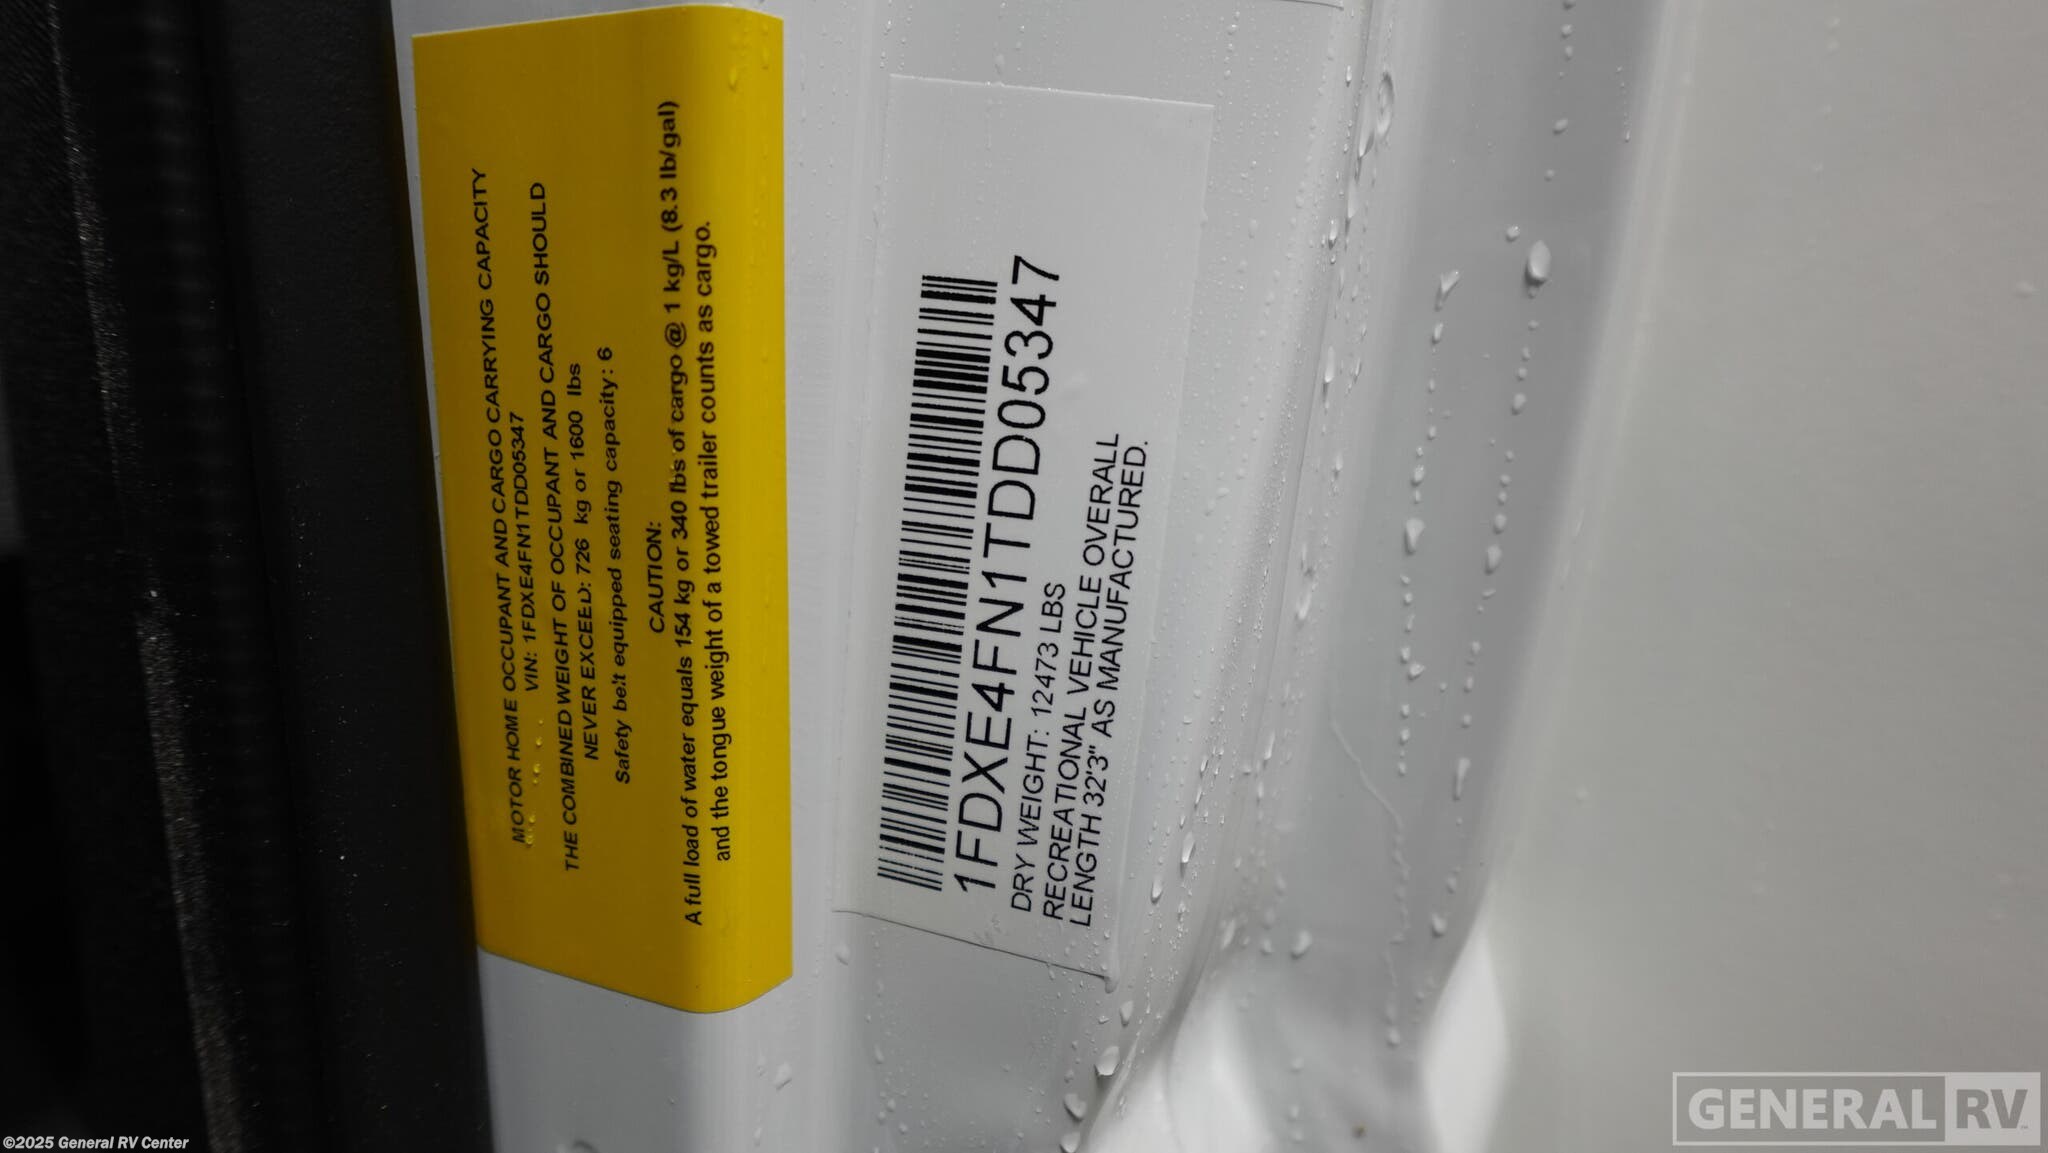 MOTOR HOME OCCUPANT AND CARGO CARRYING CAPACITY
VIN: 1FDXE4FN1TDD05347
THE COMBINED WEIGHT OF OCCUPANT AND CARGO SHOULD
NEVER EXCEED: 726 kg or 1600 lbs
Safety belt equipped seating capacity: 6
CAUTION:
A full load of water equals 154 kg or 340 lbs of cargo @ 1 kg/L (8.3 lb/gal)
and the tongue weight of a towed trailer counts as cargo.
1FDXE4FN1TDD05347
DRY WEIGHT: 12473 LBS
RECREATIONAL VEHICLE OVERALL
LENGTH 32'3" AS MANUFACTURED.
GENERAL RV
©2025 General RV Center